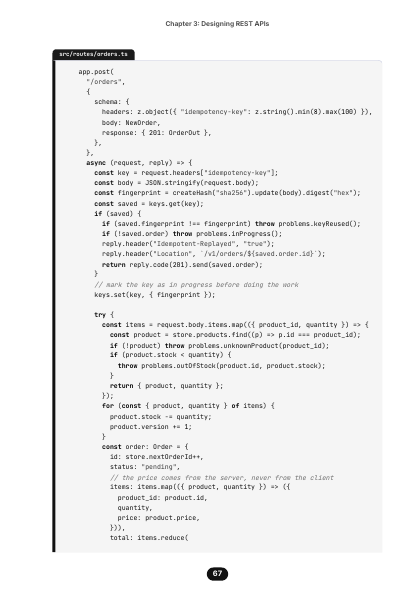 Chapter 3: Designing REST APIs
src/routes/orders.ts
app.post(
  "/orders",
  {
    schema: {
      headers: z.object({ "idempotency-key": z.string().min(8).max(100) }),
      body: NewOrder,
      response: { 201: OrderOut },
    },
  },
  async (request, reply) => {
    const key = request.headers["idempotency-key"];
    const body = JSON.stringify(request.body);
    const fingerprint = createHash("sha256").update(body).digest("hex");
    const saved = keys.get(key);
    if (saved) {
      if (saved.fingerprint !== fingerprint) throw problems.keyReused();
      if (!saved.order) throw problems.inProgress();
      reply.header("Idempotent-Replayed", "true");
      reply.header("Location", `/v1/orders/${saved.order.id}`);
      return reply.code(201).send(saved.order);
    }
    // mark the key as in progress before doing the work
    keys.set(key, { fingerprint });

    try {
      const items = request.body.items.map(({ product_id, quantity }) => {
        const product = store.products.find((p) => p.id === product_id);
        if (!product) throw problems.unknownProduct(product_id);
        if (product.stock < quantity) {
          throw problems.outOfStock(product.id, product.stock);
        }
        return { product, quantity };
      });
      for (const { product, quantity } of items) {
        product.stock -= quantity;
        product.version += 1;
      }
      const order: Order = {
        id: store.nextOrderId++,
        status: "pending",
        // the price comes from the server, never from the client
        items: items.map(({ product, quantity }) => ({
          product_id: product.id,
          quantity,
          price: product.price,
        })),
        total: items.reduce(
67